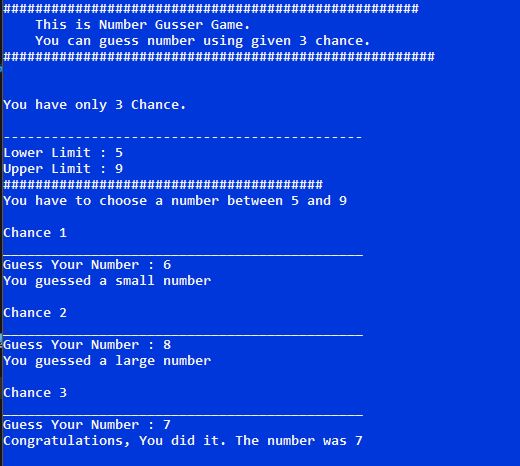 ####################################################
    This is Number Gusser Game.
    You can guess number using given 3 chance.
######################################################
You have only 3 Chance.
---------------------------------------------
Lower Limit : 5
Upper Limit : 9
########################################
You have to choose a number between 5 and 9
Chance 1
_____________________________________________
Guess Your Number : 6
You guessed a small number
Chance 2
_____________________________________________
Guess Your Number : 8
You guessed a large number
Chance 3
_____________________________________________
Guess Your Number : 7
Congratulations, You did it. The number was 7